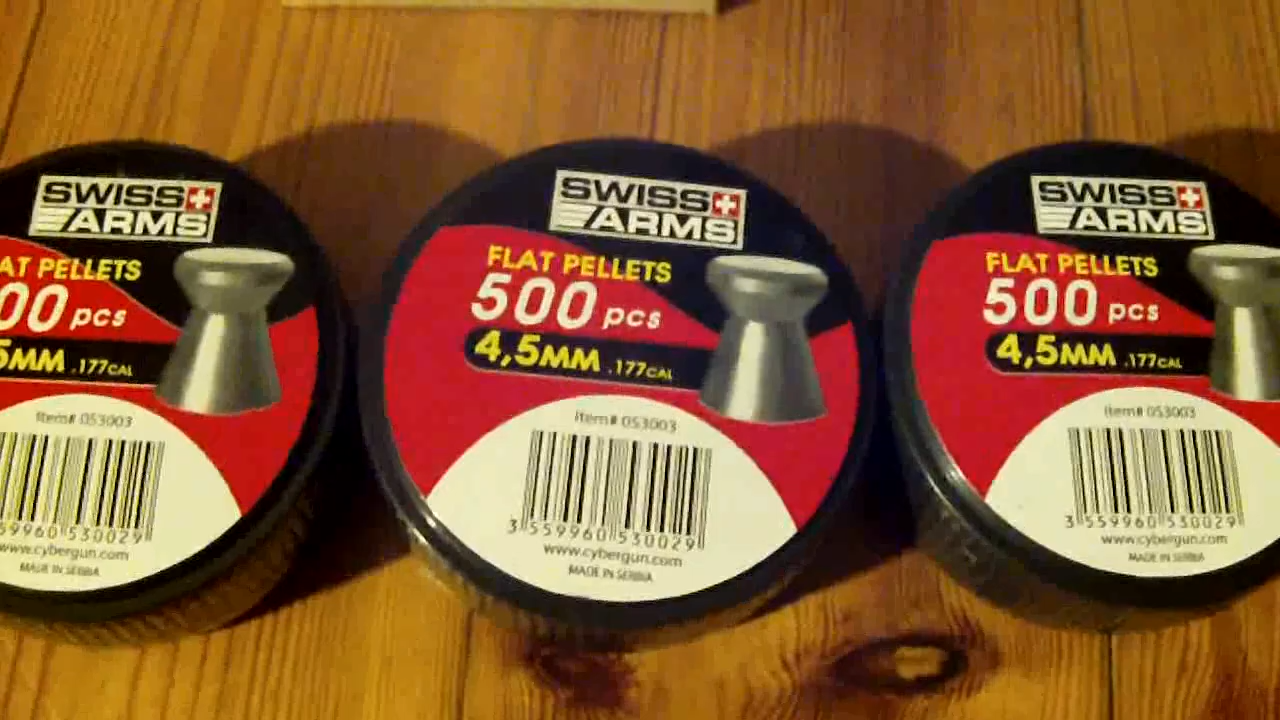 SWISS
ARMS
AT PELLETS
00 pcs
5MM .177CAL
Item# 053003
59960 530029
www.cybergun.com
MADE IN SERBIA
SWISS
ARMS
FLAT PELLETS
500 pcs
4,5MM .177CAL
Item# 053003
3 559960 530029
www.cybergun.com
MADE IN SERBIA
SWISS
ARMS
FLAT PELLETS
500 pcs
4,5MM .177CAL
Item# 053003
3 559960 530029
www.cybergun.com
MADE IN SERBIA